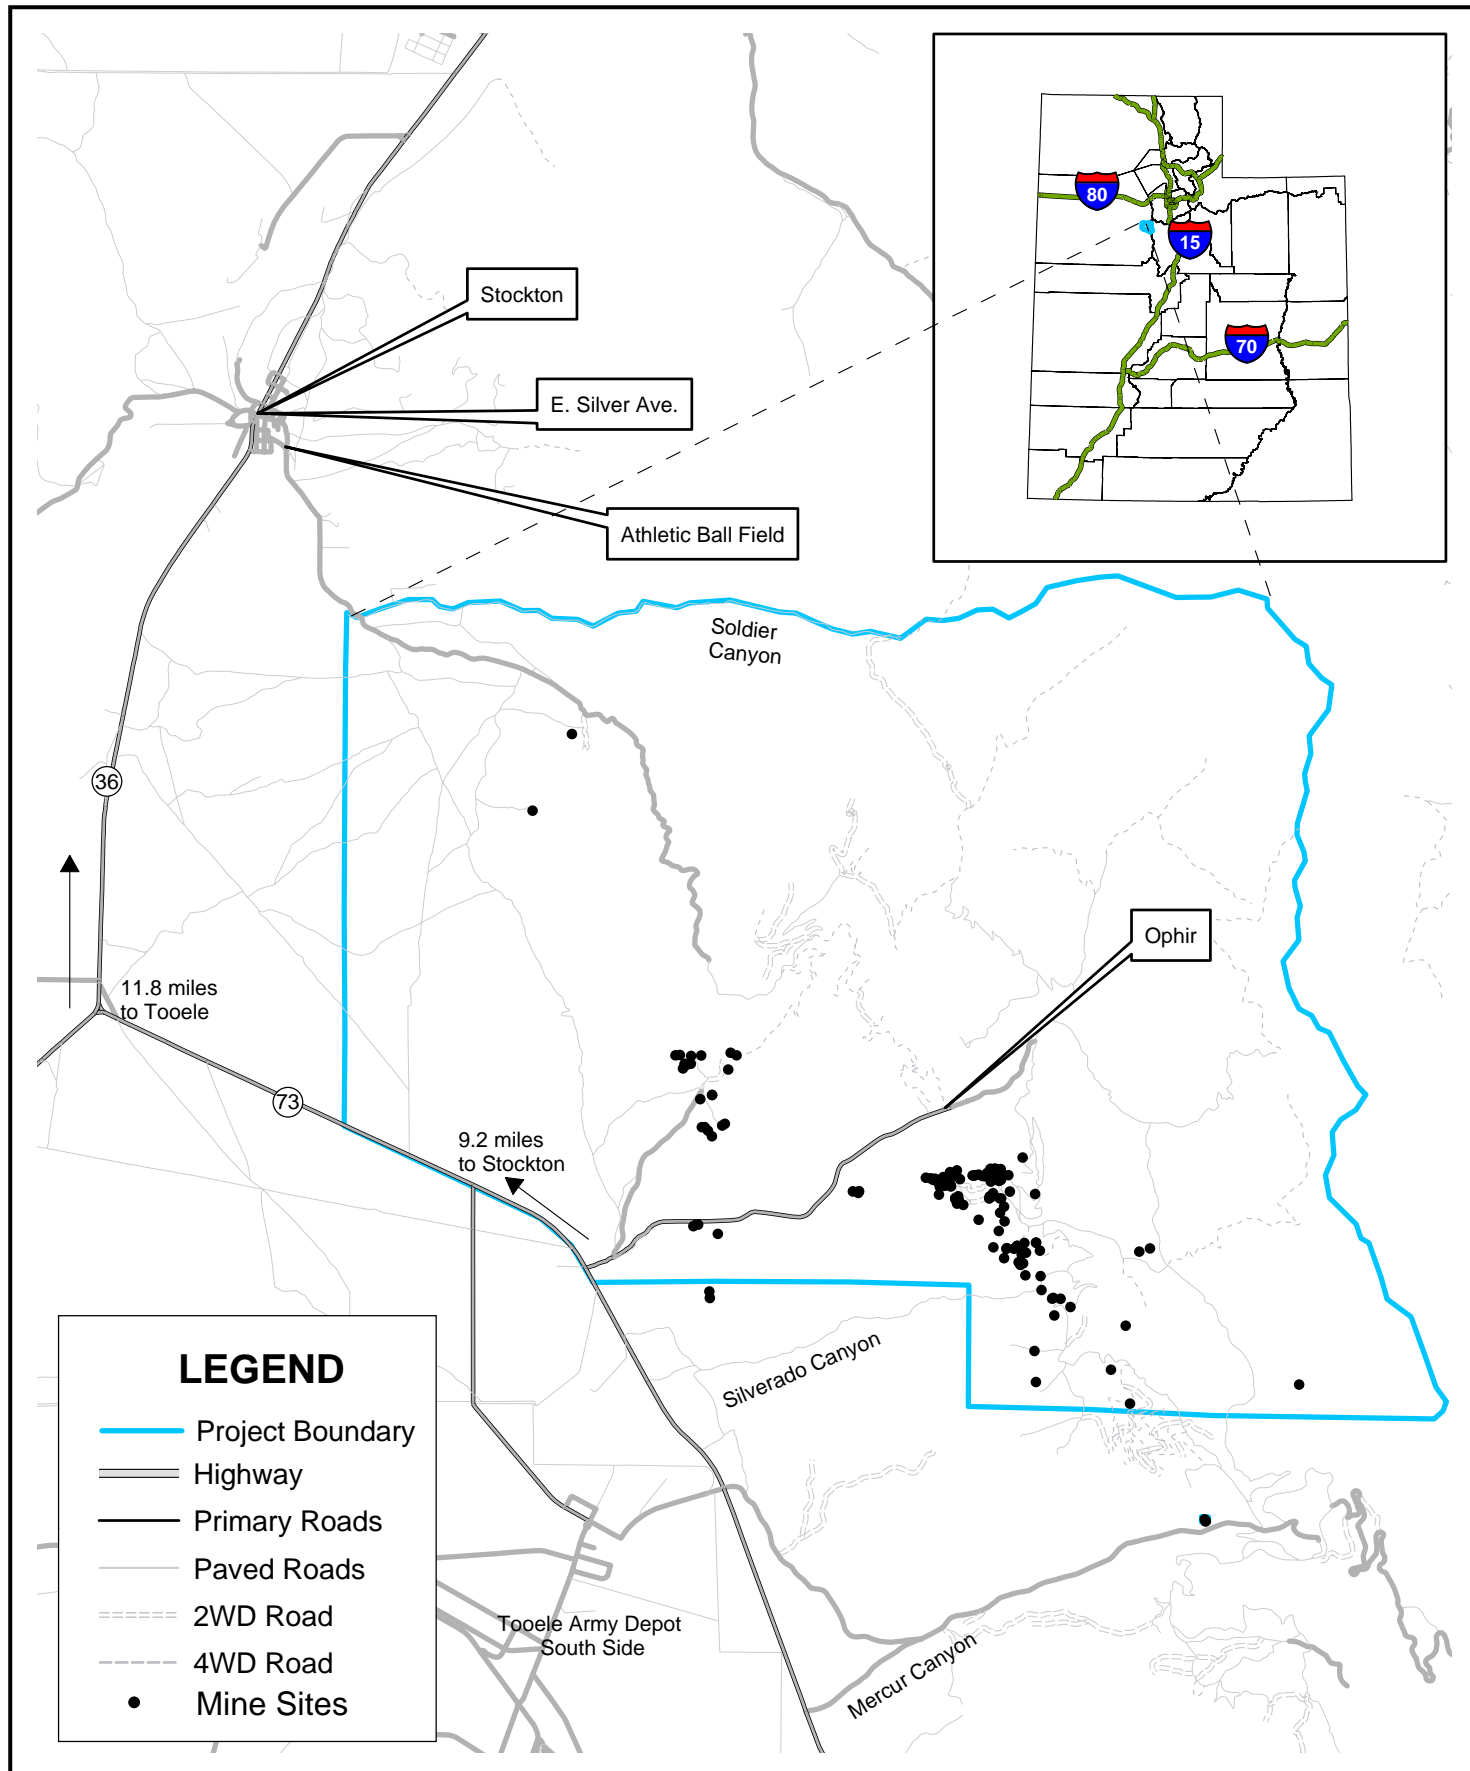 80
15
70
Stockton
E. Silver Ave.
Athletic Ball Field
Soldier
Canyon
36
Ophir
11.8 miles
to Tooele
73
9.2 miles
to Stockton
Silverado Canyon
LEGEND
Project Boundary
Highway
Primary Roads
Paved Roads
2WD Road
4WD Road
Mine Sites
Tooele Army Depot
South Side
Mercur Canyon